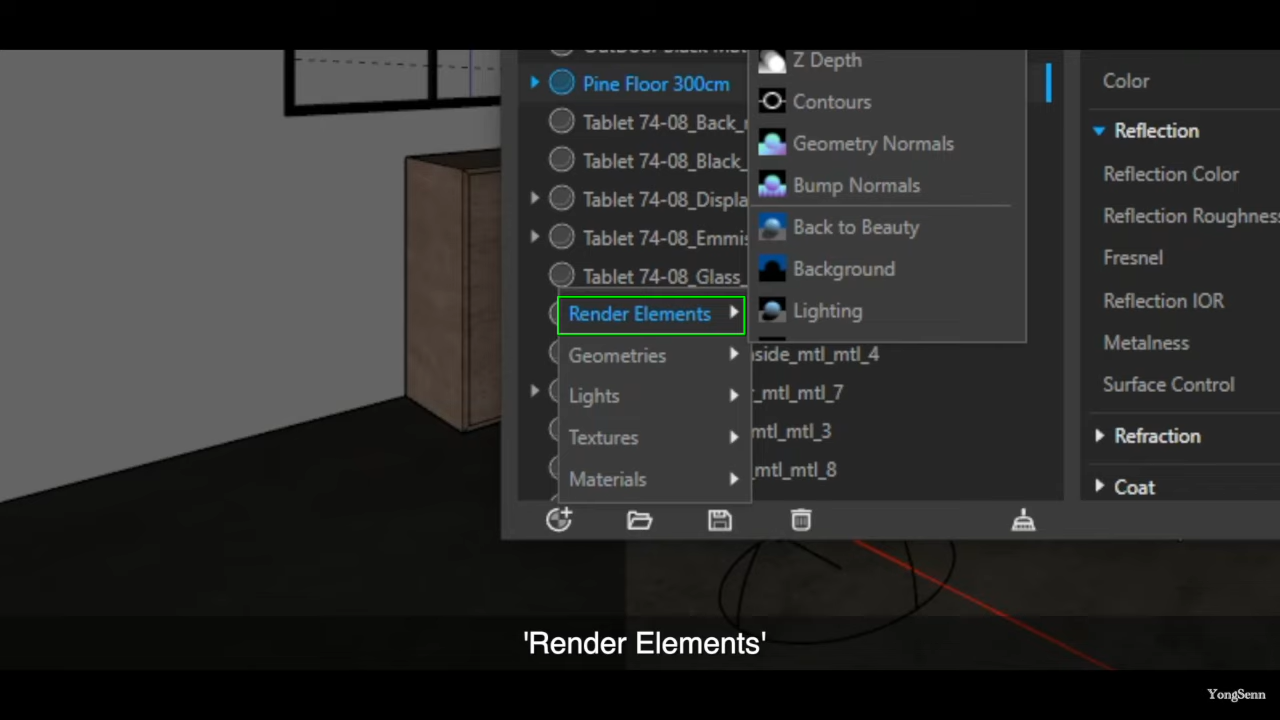 Pine Floor 300cm
Tablet 74-08_Back_
Tablet 74-08_Black_
Tablet 74-08_Displa
Tablet 74-08_Emmis
Tablet 74-08_Glass_
side_mtl_mtl_4
_mtl_mtl_7
mtl_mtl_3
_mtl_mtl_8
Render Elements
Geometries
Lights
Textures
Materials
Z Depth
Contours
Geometry Normals
Bump Normals
Back to Beauty
Background
Lighting
Color
Reflection
Reflection Color
Reflection Roughness
Fresnel
Reflection IOR
Metalness
Surface Control
Refraction
Coat
'Render Elements'
YongSenn